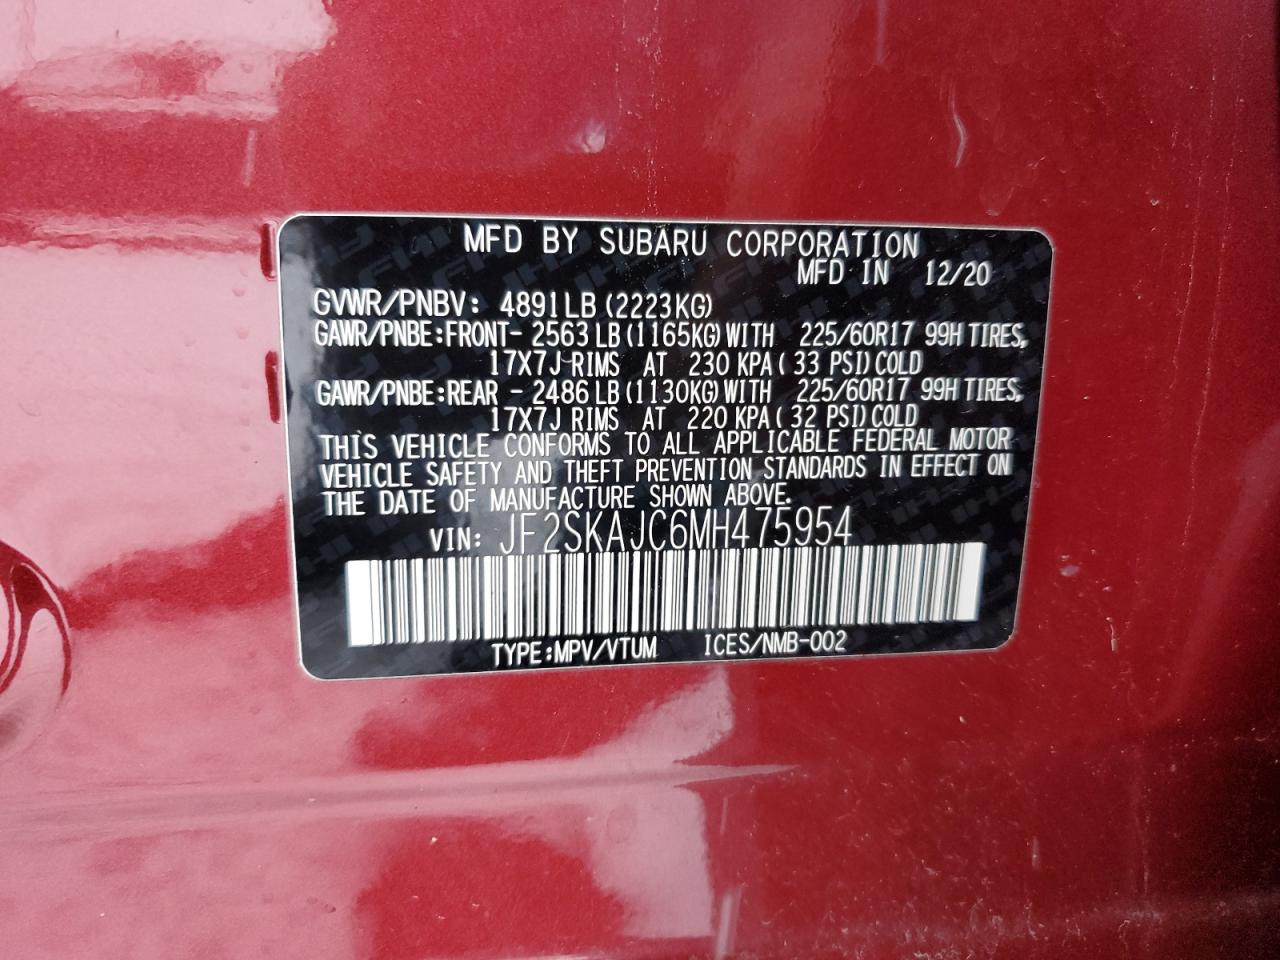 MFD BY SUBARU CORPORATION
MFD IN 12/20
GVWR/PNBV: 4891LB (2223KG)
GAWR/PNBE:FRONT- 2563 LB (1165KG) WITH 225/60R17 99H TIRES,
17X7J RIMS AT 230 KPA ( 33 PSI) COLD
GAWR/PNBE:REAR - 2486 LB (1130KG) WITH 225/60R17 99H TIRES,
17X7J RIMS AT 220 KPA ( 32 PSI) COLD
THIS VEHICLE CONFORMS TO ALL APPLICABLE FEDERAL MOTOR
VEHICLE SAFETY AND THEFT PREVENTION STANDARDS IN EFFECT ON
THE DATE OF MANUFACTURE SHOWN ABOVE.
VIN: JF2SKAJC6MH475954
TYPE:MPV/VTUM ICES/NMB-002